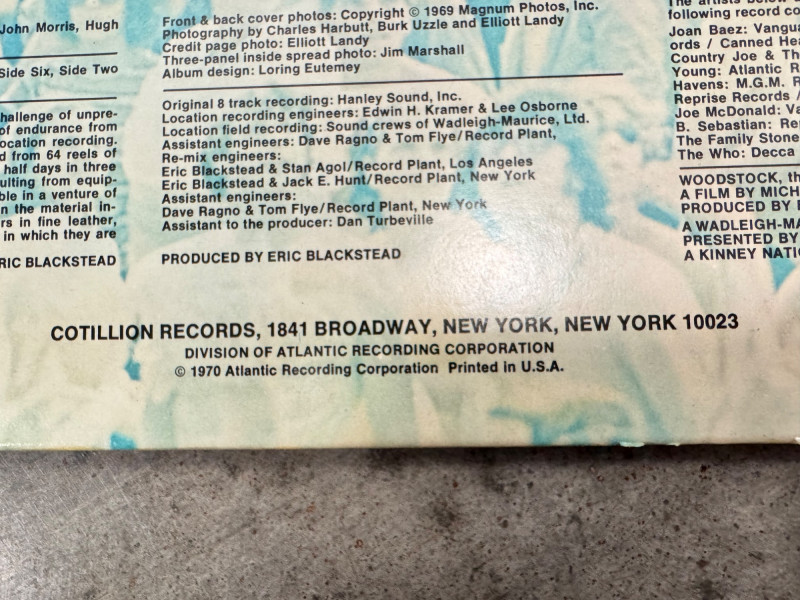 John Morris, Hugh
Side Six, Side Two
hallenge of unpre-
of endurance from
ocation recording.
d from 64 reels of
half days in three
ulting from equip-
ble in a venture of
n the material in-
rs in fine leather,
in which they are
RIC BLACKSTEAD
Front & back cover photos: Copyright © 1969 Magnum Photos, Inc.
Photography by Charles Harbutt, Burk Uzzle and Elliott Landy
Credit page photo: Elliott Landy
Three-panel inside spread photo: Jim Marshall
Album design: Loring Eutemey
Original 8 track recording: Hanley Sound, Inc.
Location recording engineers: Edwin H. Kramer & Lee Osborne
Location field recording: Sound crews of Wadleigh-Maurice, Ltd.
Assistant engineers: Dave Ragno & Tom Flye/Record Plant,
Re-mix engineers:
Eric Blackstead & Stan Agol/Record Plant, Los Angeles
Eric Blackstead & Jack E. Hunt/Record Plant, New York
Assistant engineers:
Dave Ragno & Tom Flye/Record Plant, New York
Assistant to the producer: Dan Turbeville
PRODUCED BY ERIC BLACKSTEAD
The artists below
following record co
Joan Baez: Vangua
ords / Canned Hea
Country Joe & Th
Young: Atlantic R
Havens: M.G.M. R
Reprise Records /
Joe McDonald: Va
B. Sebastian: Rep
The Family Stone
The Who: Decca
WOODSTOCK, th
A FILM BY MICH
PRODUCED BY
A WADLEIGH-MA
PRESENTED BY
A KINNEY NATIO
COTILLION RECORDS, 1841 BROADWAY, NEW YORK, NEW YORK 10023
DIVISION OF ATLANTIC RECORDING CORPORATION
© 1970 Atlantic Recording Corporation Printed in U.S.A.